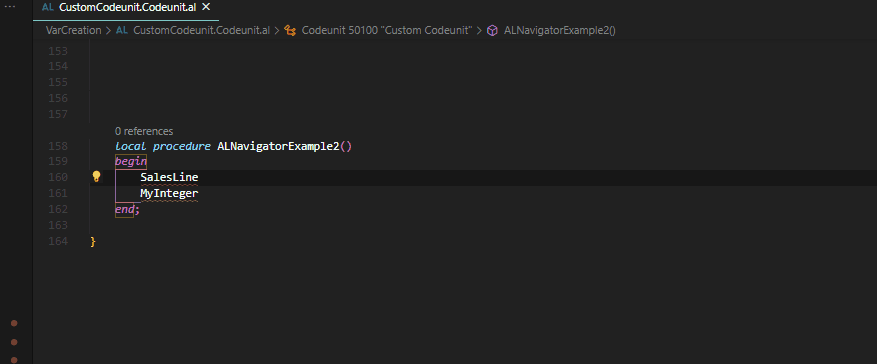 ··· AL CustomCodeunit.Codeunit.al ×
VarCreation > AL CustomCodeunit.Codeunit.al > Codeunit 50100 "Custom Codeunit" > ALNavigatorExample2()
153
154
155
156
157
0 references
158 local procedure ALNavigatorExample2()
159 begin
160 SalesLine
161 MyInteger
162 end;
163
164 }